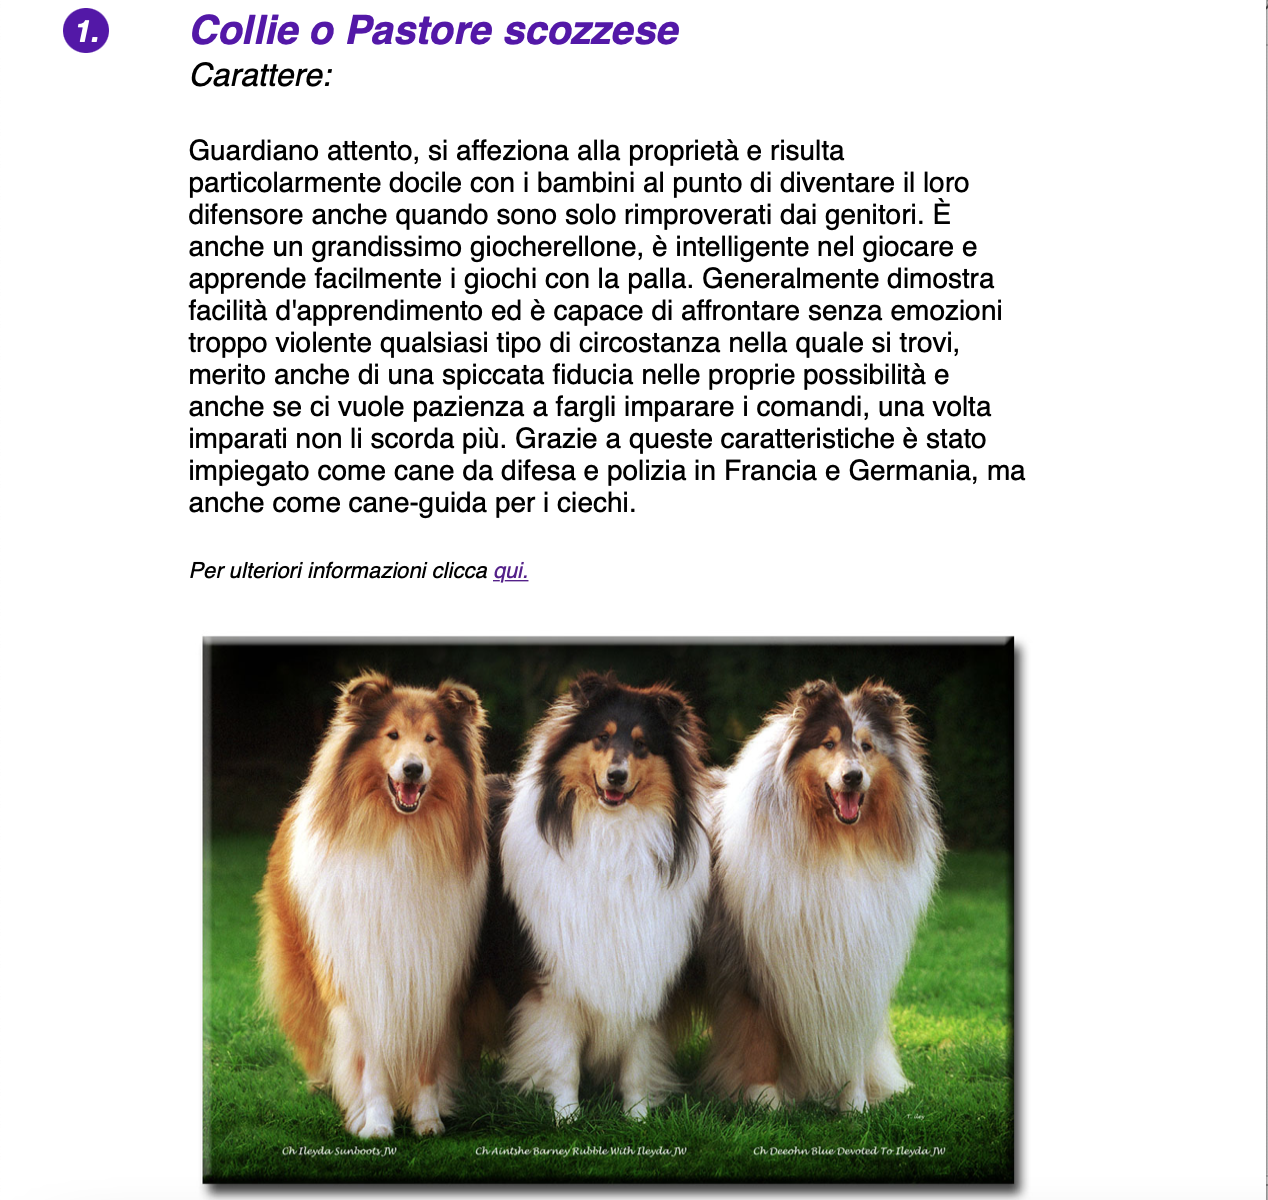 1. Collie o Pastore scozzese
Carattere:
Guardiano attento, si affeziona alla proprietà e risulta
particolarmente docile con i bambini al punto di diventare il loro
difensore anche quando sono solo rimproverati dai genitori. È
anche un grandissimo giocherellone, è intelligente nel giocare e
apprende facilmente i giochi con la palla. Generalmente dimostra
facilità d'apprendimento ed è capace di affrontare senza emozioni
troppo violente qualsiasi tipo di circostanza nella quale si trovi,
merito anche di una spiccata fiducia nelle proprie possibilità e
anche se ci vuole pazienza a fargli imparare i comandi, una volta
imparati non li scorda più. Grazie a queste caratteristiche è stato
impiegato come cane da difesa e polizia in Francia e Germania, ma
anche come cane-guida per i ciechi.
Per ulteriori informazioni clicca qui.
Ch Ileyda Sunboots JW
Ch Aintshe Barney Rubble With Ileyda JW
Ch Deeohn Blue Devoted To Ileyda JW